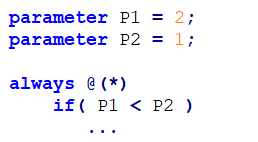 parameter P1 = 2;
parameter P2 = 1;
always @(*)
if( P1 < P2 )
...